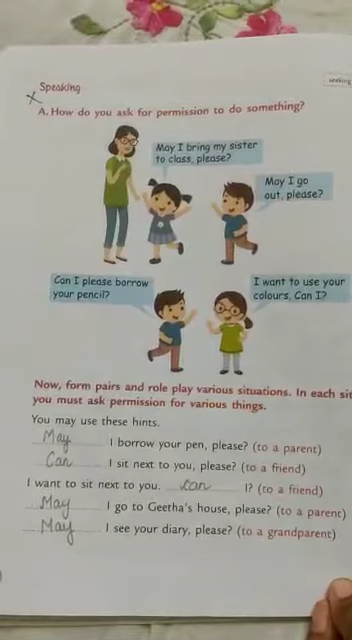 Speaking
seeking
X
A. How do you ask for permission to do something?
May I bring my sister
to class, please?
May I go
out, please?
Can I please borrow
your pencil?
I want to use your
colours, Can I?
Now, form pairs and role play various situations. In each sit
you must ask permission for various things.
You may use these hints.
May I borrow your pen, please? (to a parent)
Can I sit next to you, please? (to a friend)
I want to sit next to you. can I? (to a friend)
May I go to Geetha's house, please? (to a parent)
May I see your diary, please? (to a grandparent)